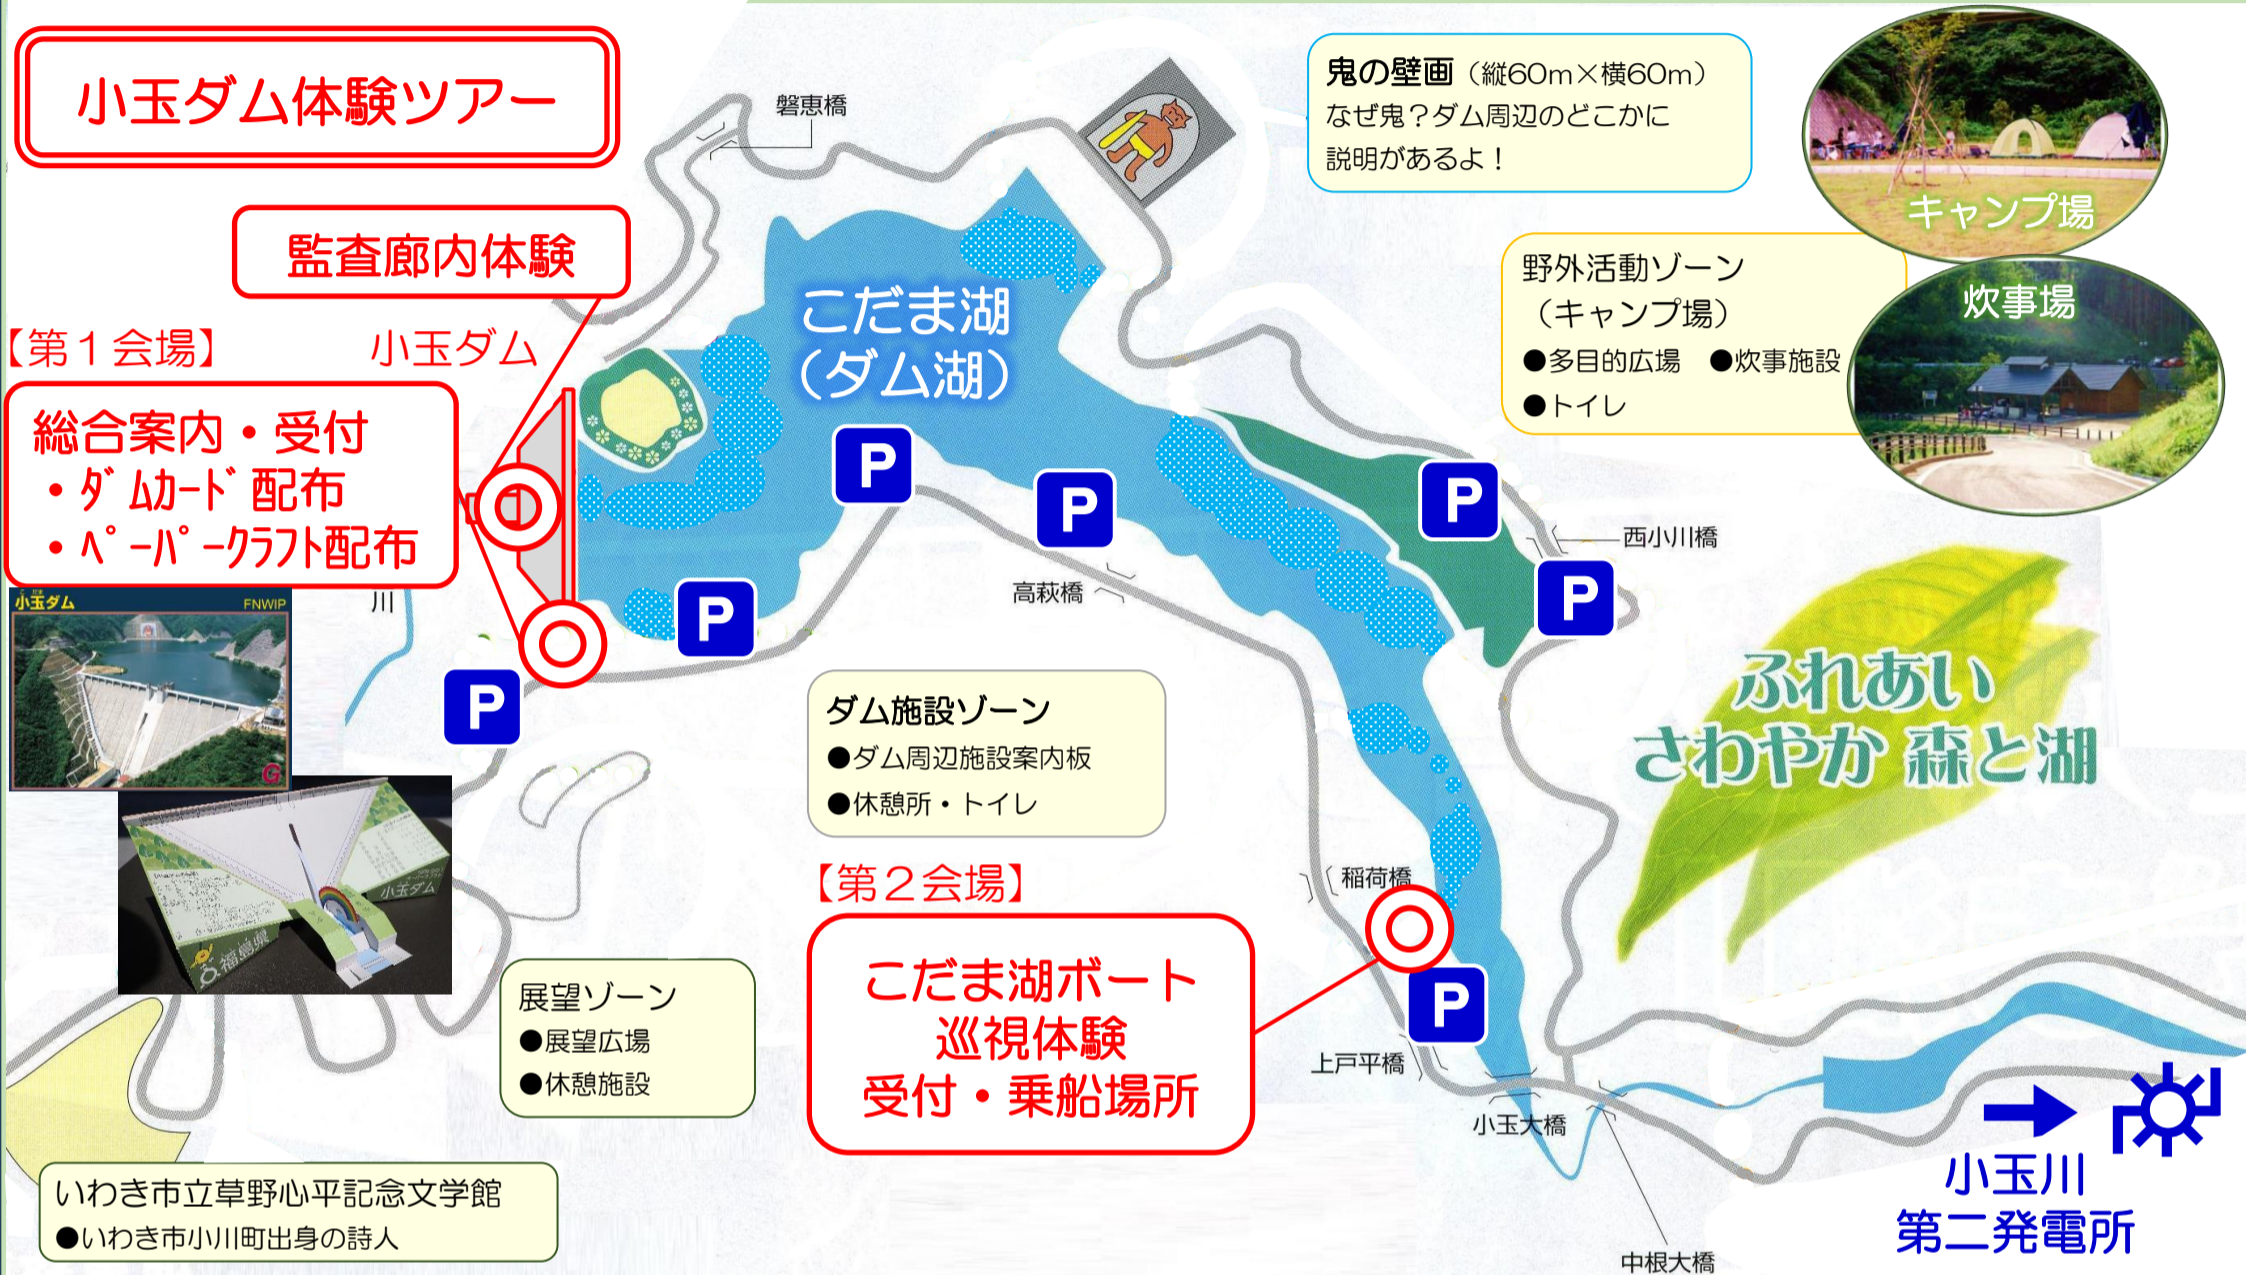 小玉ダム体験ツアー
磐恵橋
鬼の壁画（縦60m×横60m）
なぜ鬼？ダム周辺のどこかに
説明があるよ！
キャンプ場
監査廊内体験
野外活動ゾーン
（キャンプ場）
●多目的広場　●炊事施設
●トイレ
炊事場
こだま湖
（ダム湖）
【第１会場】
小玉ダム
総合案内・受付
・ﾀﾞﾑｶｰﾄﾞ配布
・ﾍﾟｰﾊﾟｰｸﾗﾌﾄ配布
P
P
P
西小川橋
P
高萩橋
川
小玉ダム
FNWIP
G
P
P
ふれあい
さわやか 森と湖
ダム施設ゾーン
●ダム周辺施設案内板
●休憩所・トイレ
小玉ダム
福島県
【第２会場】
稲荷橋
こだま湖ボート
巡視体験
受付・乗船場所
P
展望ゾーン
●展望広場
●休憩施設
上戸平橋
小玉大橋
小玉川
第二発電所
中根大橋
いわき市立草野心平記念文学館
●いわき市小川町出身の詩人